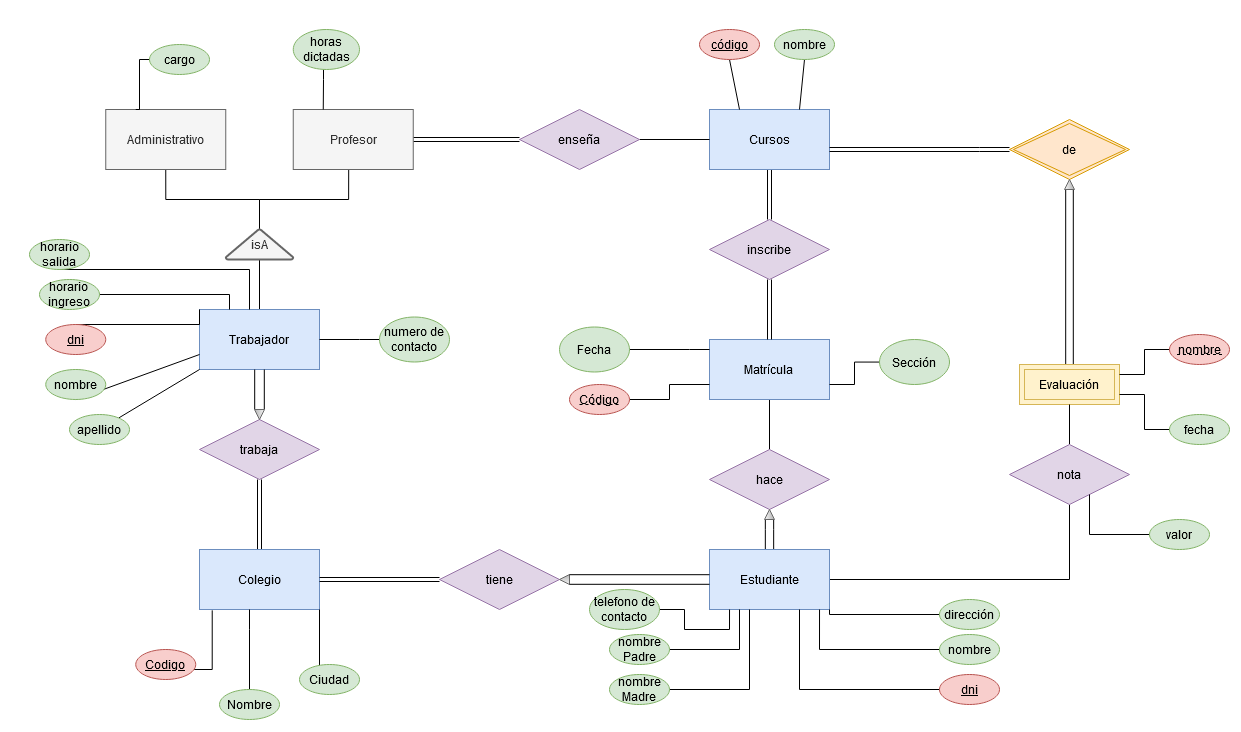 horas
dictadas
código
nombre
cargo
Administrativo
Profesor
enseña
Cursos
de
isA
horario
salida
inscribe
horario
ingreso
dni
Trabajador
numero de
contacto
Fecha
Matrícula
Sección
nombre
nombre
Código
Evaluación
apellido
fecha
trabaja
hace
nota
valor
Colegio
tiene
Estudiante
telefono de
contacto
dirección
nombre
Padre
nombre
Codigo
Ciudad
nombre
Madre
dni
Nombre